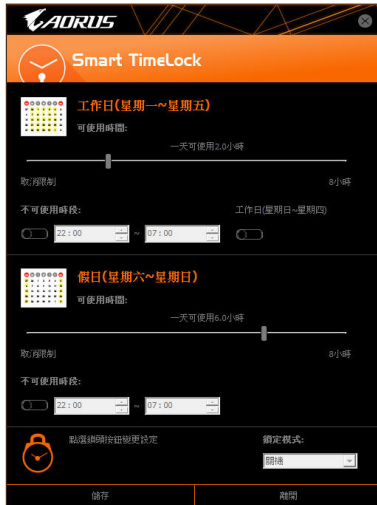 AORUS
Smart TimeLock
工作日(星期一~星期五)
可使用時間:
一天可使用2.0小時
取消限制 8小時
不可使用時段: 工作日(星期日~星期四)
22:00 ~ 07:00
假日(星期六~星期日)
可使用時間:
一天可使用6.0小時
取消限制 8小時
不可使用時段:
22:00 ~ 07:00
點選鎖頭按鈕變更設定 鎖定模式:
關機
儲存 離開